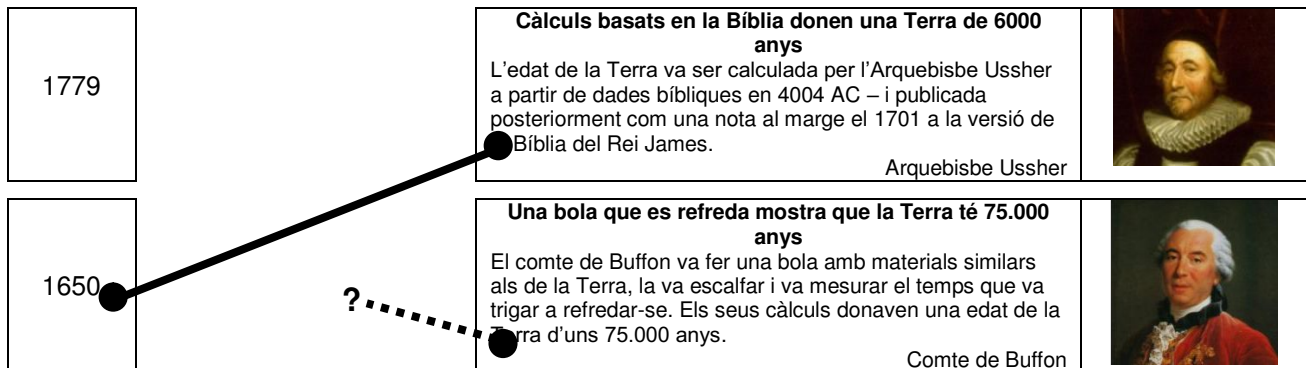 1779
Càlculs basats en la Bíblia donen una Terra de 6000
anys
L'edat de la Terra va ser calculada per l'Arquebisbe Ussher
a partir de dades bíbliques en 4004 AC – i publicada
posteriorment com una nota al marge el 1701 a la versió de
Bíblia del Rei James.
Arquebisbe Ussher
1650
?
Una bola que es refreda mostra que la Terra té 75.000
anys
El comte de Buffon va fer una bola amb materials similars
als de la Terra, la va escalfar i va mesurar el temps que va
trigar a refredar-se. Els seus càlculs donaven una edat de la
Terra d'uns 75.000 anys.
Comte de Buffon